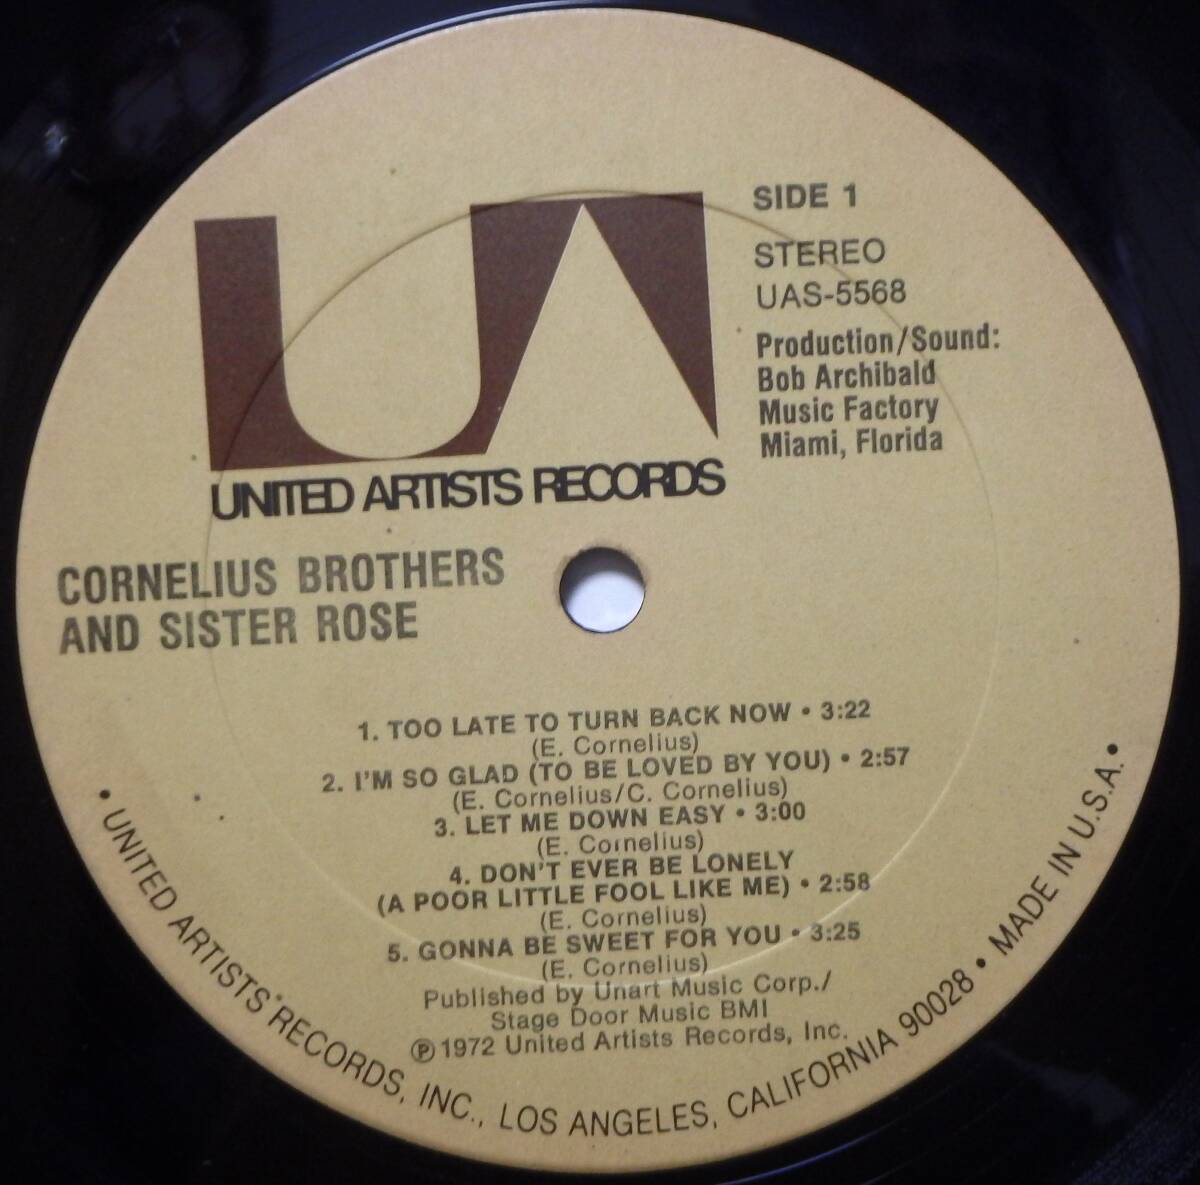 UA
UNITED ARTISTS RECORDS
SIDE 1
STEREO
UAS-5568
Production/Sound:
Bob Archibald
Music Factory
Miami, Florida
CORNELIUS BROTHERS
AND SISTER ROSE
1. TOO LATE TO TURN BACK NOW • 3:22
(E. Cornelius)
2. I'M SO GLAD (TO BE LOVED BY YOU) • 2:57
(E. Cornelius/C. Cornelius)
3. LET ME DOWN EASY • 3:00
(E. Cornelius)
4. DON'T EVER BE LONELY
(A POOR LITTLE FOOL LIKE ME) • 2:58
(E. Cornelius)
5. GONNA BE SWEET FOR YOU • 3:25
(E. Cornelius)
Published by Unart Music Corp./
Stage Door Music BMI
℗ 1972 United Artists Records, Inc.
• UNITED ARTISTS RECORDS, INC., LOS ANGELES, CALIFORNIA 90028 • MADE IN U.S.A. •